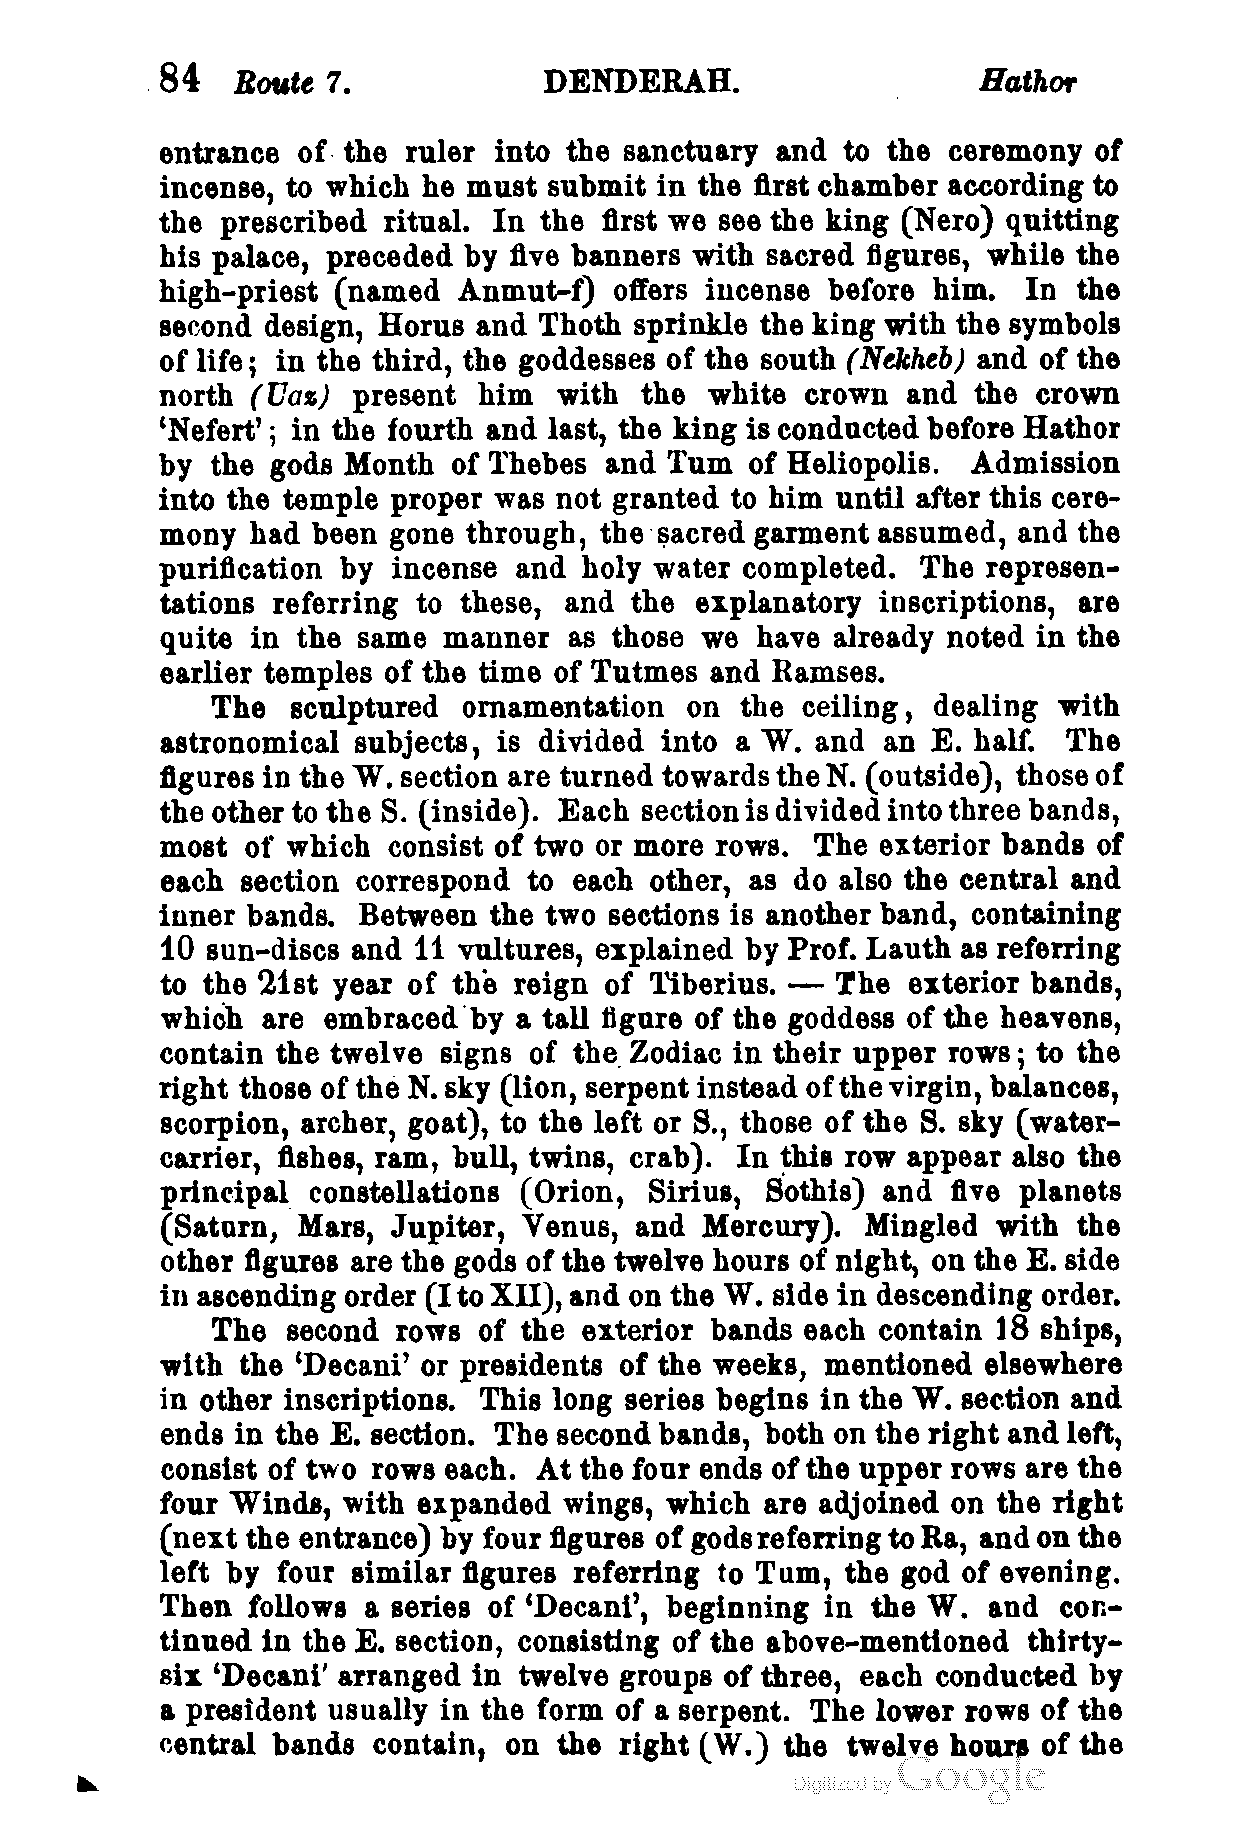 84 Route 7. DENDERAH. Hathor
entrance of the ruler into the sanctuary and to the ceremony of
incense, to which he must submit in the first chamber according to
the prescribed ritual. In the first we see the king (Nero) quitting
his palace, preceded by five banners with sacred figures, while the
high-priest (named Anmut-f) offers incense before him. In the
second design, Horus and Thoth sprinkle the king with the symbols
of life; in the third, the goddesses of the south (Nekheb) and of the
north (Uaz) present him with the white crown and the crown
‘Nefert’; in the fourth and last, the king is conducted before Hathor
by the gods Month of Thebes and Tum of Heliopolis. Admission
into the temple proper was not granted to him until after this cere-
mony had been gone through, the sacred garment assumed, and the
purification by incense and holy water completed. The represen-
tations referring to these, and the explanatory inscriptions, are
quite in the same manner as those we have already noted in the
earlier temples of the time of Tutmes and Ramses.
The sculptured ornamentation on the ceiling, dealing with
astronomical subjects, is divided into a W. and an E. half. The
figures in the W. section are turned towards the N. (outside), those of
the other to the S. (inside). Each section is divided into three bands,
most of which consist of two or more rows. The exterior bands of
each section correspond to each other, as do also the central and
inner bands. Between the two sections is another band, containing
10 sun-discs and 11 vultures, explained by Prof. Lauth as referring
to the 21st year of the reign of Tiberius. — The exterior bands,
which are embraced by a tall figure of the goddess of the heavens,
contain the twelve signs of the Zodiac in their upper rows; to the
right those of the N. sky (lion, serpent instead of the virgin, balances,
scorpion, archer, goat), to the left or S., those of the S. sky (water-
carrier, fishes, ram, bull, twins, crab). In this row appear also the
principal constellations (Orion, Sirius, Sothis) and five planets
(Saturn, Mars, Jupiter, Venus, and Mercury). Mingled with the
other figures are the gods of the twelve hours of night, on the E. side
in ascending order (I to XII), and on the W. side in descending order.
The second rows of the exterior bands each contain 18 ships,
with the ‘Decani’ or presidents of the weeks, mentioned elsewhere
in other inscriptions. This long series begins in the W. section and
ends in the E. section. The second bands, both on the right and left,
consist of two rows each. At the four ends of the upper rows are the
four Winds, with expanded wings, which are adjoined on the right
(next the entrance) by four figures of gods referring to Ra, and on the
left by four similar figures referring to Tum, the god of evening.
Then follows a series of ‘Decani’, beginning in the W. and con-
tinued in the E. section, consisting of the above-mentioned thirty-
six ‘Decani’ arranged in twelve groups of three, each conducted by
a president usually in the form of a serpent. The lower rows of the
central bands contain, on the right (W.) the twelve hours of the
Digitized by Google